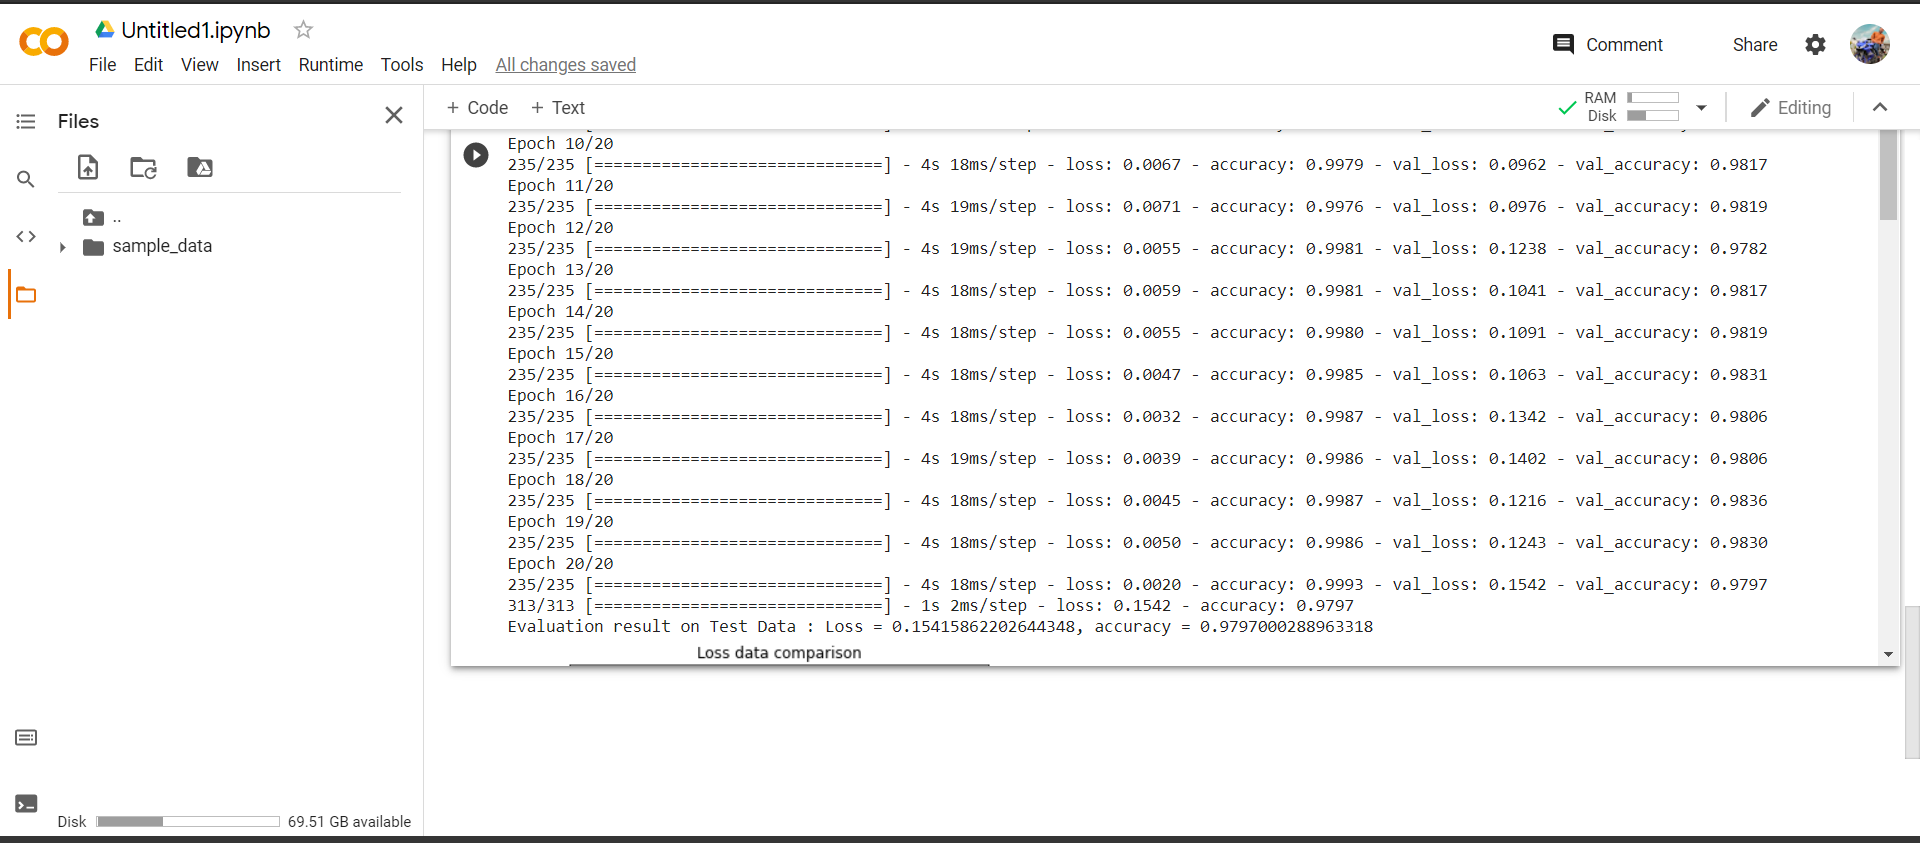 Untitled1.ipynb
File Edit View Insert Runtime Tools Help All changes saved
Comment Share
Files
+ Code + Text
RAM
Disk
Editing
..
sample_data
Epoch 10/20
235/235 [==============================] - 4s 18ms/step - loss: 0.0067 - accuracy: 0.9979 - val_loss: 0.0962 - val_accuracy: 0.9817
Epoch 11/20
235/235 [==============================] - 4s 19ms/step - loss: 0.0071 - accuracy: 0.9976 - val_loss: 0.0976 - val_accuracy: 0.9819
Epoch 12/20
235/235 [==============================] - 4s 19ms/step - loss: 0.0055 - accuracy: 0.9981 - val_loss: 0.1238 - val_accuracy: 0.9782
Epoch 13/20
235/235 [==============================] - 4s 18ms/step - loss: 0.0059 - accuracy: 0.9981 - val_loss: 0.1041 - val_accuracy: 0.9817
Epoch 14/20
235/235 [==============================] - 4s 18ms/step - loss: 0.0055 - accuracy: 0.9980 - val_loss: 0.1091 - val_accuracy: 0.9819
Epoch 15/20
235/235 [==============================] - 4s 18ms/step - loss: 0.0047 - accuracy: 0.9985 - val_loss: 0.1063 - val_accuracy: 0.9831
Epoch 16/20
235/235 [==============================] - 4s 18ms/step - loss: 0.0032 - accuracy: 0.9987 - val_loss: 0.1342 - val_accuracy: 0.9806
Epoch 17/20
235/235 [==============================] - 4s 19ms/step - loss: 0.0039 - accuracy: 0.9986 - val_loss: 0.1402 - val_accuracy: 0.9806
Epoch 18/20
235/235 [==============================] - 4s 18ms/step - loss: 0.0045 - accuracy: 0.9987 - val_loss: 0.1216 - val_accuracy: 0.9836
Epoch 19/20
235/235 [==============================] - 4s 18ms/step - loss: 0.0050 - accuracy: 0.9986 - val_loss: 0.1243 - val_accuracy: 0.9830
Epoch 20/20
235/235 [==============================] - 4s 18ms/step - loss: 0.0020 - accuracy: 0.9993 - val_loss: 0.1542 - val_accuracy: 0.9797
313/313 [==============================] - 1s 2ms/step - loss: 0.1542 - accuracy: 0.9797
Evaluation result on Test Data : Loss = 0.15415862202644348, accuracy = 0.9797000288963318
Loss data comparison
Disk 69.51 GB available